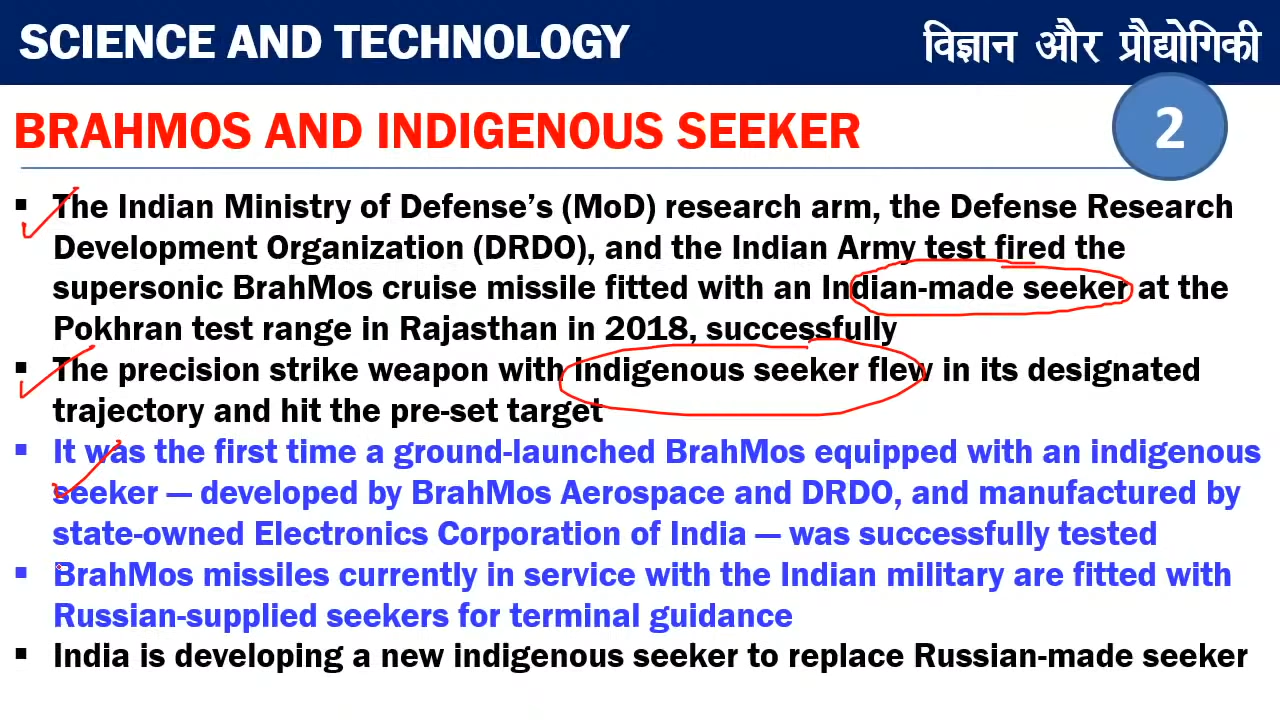 SCIENCE AND TECHNOLOGY
विज्ञान और प्रौद्योगिकी
BRAHMOS AND INDIGENOUS SEEKER
2
▪ The Indian Ministry of Defense's (MoD) research arm, the Defense Research
Development Organization (DRDO), and the Indian Army test fired the
supersonic BrahMos cruise missile fitted with an Indian-made seeker at the
Pokhran test range in Rajasthan in 2018, successfully
▪ The precision strike weapon with indigenous seeker flew in its designated
trajectory and hit the pre-set target
▪ It was the first time a ground-launched BrahMos equipped with an indigenous
seeker — developed by BrahMos Aerospace and DRDO, and manufactured by
state-owned Electronics Corporation of India — was successfully tested
▪ BrahMos missiles currently in service with the Indian military are fitted with
Russian-supplied seekers for terminal guidance
▪ India is developing a new indigenous seeker to replace Russian-made seeker